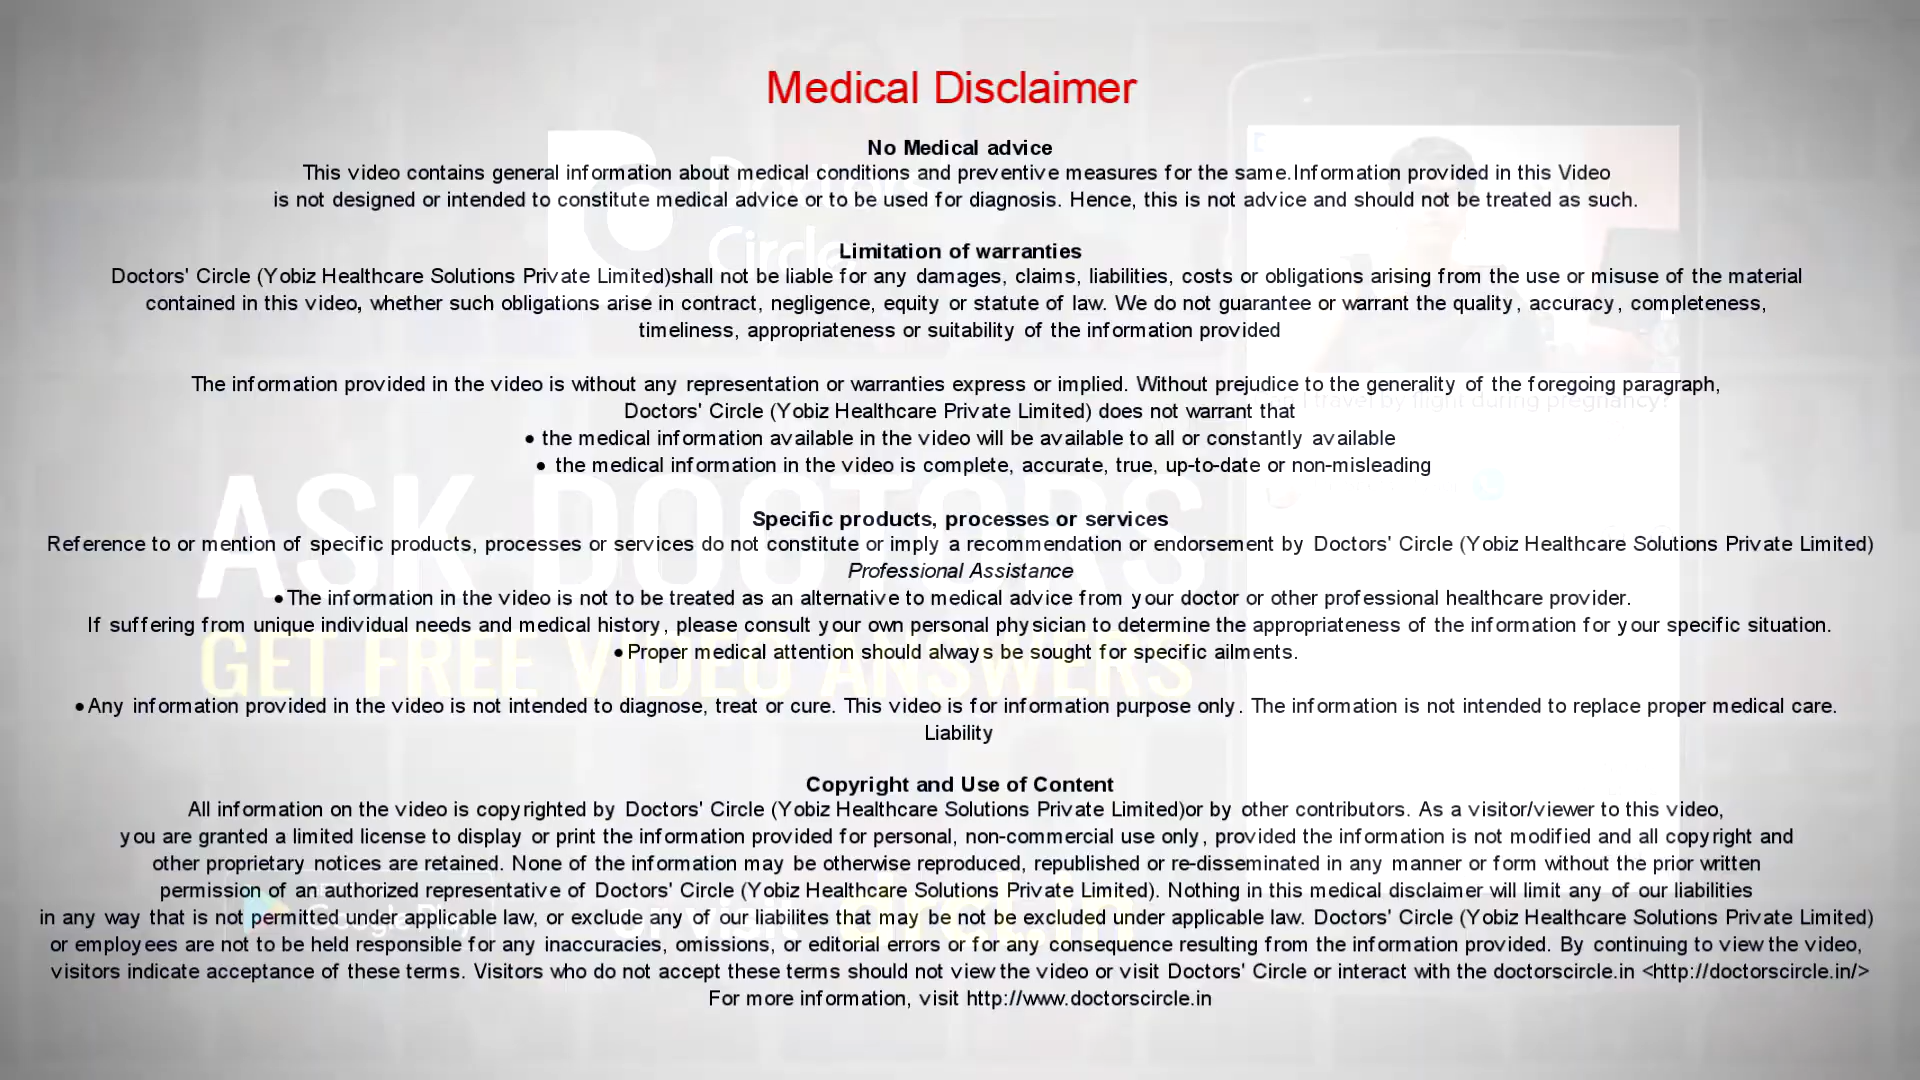 Medical Disclaimer
No Medical advice
This video contains general information about medical conditions and preventive measures for the same.Information provided in this Video
is not designed or intended to constitute medical advice or to be used for diagnosis. Hence, this is not advice and should not be treated as such.
Doctors'
Circle
Limitation of warranties
Doctors' Circle (Yobiz Healthcare Solutions Private Limited)shall not be liable for any damages, claims, liabilities, costs or obligations arising from the use or misuse of the material
contained in this video, whether such obligations arise in contract, negligence, equity or statute of law. We do not guarantee or warrant the quality, accuracy, completeness,
timeliness, appropriateness or suitability of the information provided
The information provided in the video is without any representation or warranties express or implied. Without prejudice to the generality of the foregoing paragraph,
Doctors' Circle (Yobiz Healthcare Private Limited) does not warrant that
I travel by flight during pregnancy?
• the medical information available in the video will be available to all or constantly available
• the medical information in the video is complete, accurate, true, up-to-date or non-misleading
ASK DOCTORS
Specific products, processes or services
Reference to or mention of specific products, processes or services do not constitute or imply a recommendation or endorsement by Doctors' Circle (Yobiz Healthcare Solutions Private Limited)
Professional Assistance
•The information in the video is not to be treated as an alternative to medical advice from your doctor or other professional healthcare provider.
If suffering from unique individual needs and medical history, please consult your own personal physician to determine the appropriateness of the information for your specific situation.
•Proper medical attention should always be sought for specific ailments.
GET FREE VIDEO ANSWERS
•Any information provided in the video is not intended to diagnose, treat or cure. This video is for information purpose only. The information is not intended to replace proper medical care.
Liability
Copyright and Use of Content
All information on the video is copyrighted by Doctors' Circle (Yobiz Healthcare Solutions Private Limited)or by other contributors. As a visitor/viewer to this video,
you are granted a limited license to display or print the information provided for personal, non-commercial use only, provided the information is not modified and all copyright and
other proprietary notices are retained. None of the information may be otherwise reproduced, republished or re-disseminated in any manner or form without the prior written
permission of an authorized representative of Doctors' Circle (Yobiz Healthcare Solutions Private Limited). Nothing in this medical disclaimer will limit any of our liabilities
in any way that is not permitted under applicable law, or exclude any of our liabilites that may be not be excluded under applicable law. Doctors' Circle (Yobiz Healthcare Solutions Private Limited)
Google Play
or visit drct.in
or employees are not to be held responsible for any inaccuracies, omissions, or editorial errors or for any consequence resulting from the information provided. By continuing to view the video,
visitors indicate acceptance of these terms. Visitors who do not accept these terms should not view the video or visit Doctors' Circle or interact with the doctorscircle.in <http://doctorscircle.in/>
For more information, visit http://www.doctorscircle.in